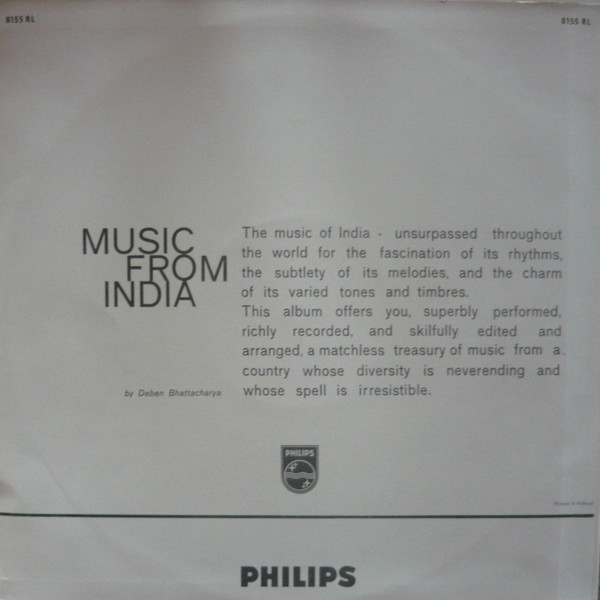 8155 RL
8155 RL
MUSIC
FROM
INDIA
The music of India - unsurpassed throughout
the world for the fascination of its rhythms,
the subtlety of its melodies, and the charm
of its varied tones and timbres.
This album offers you, superbly performed,
richly recorded, and skilfully edited and
arranged, a matchless treasury of music from a
country whose diversity is neverending and
whose spell is irresistible.
by Deben Bhattacharya
PHILIPS
PHILIPS